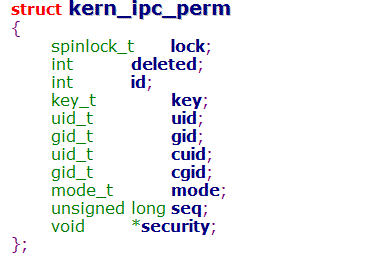 struct kern_ipc_perm
{
spinlock_t lock;
int deleted;
int id;
key_t key;
uid_t uid;
gid_t gid;
uid_t cuid;
gid_t cgid;
mode_t mode;
unsigned long seq;
void *security;
};